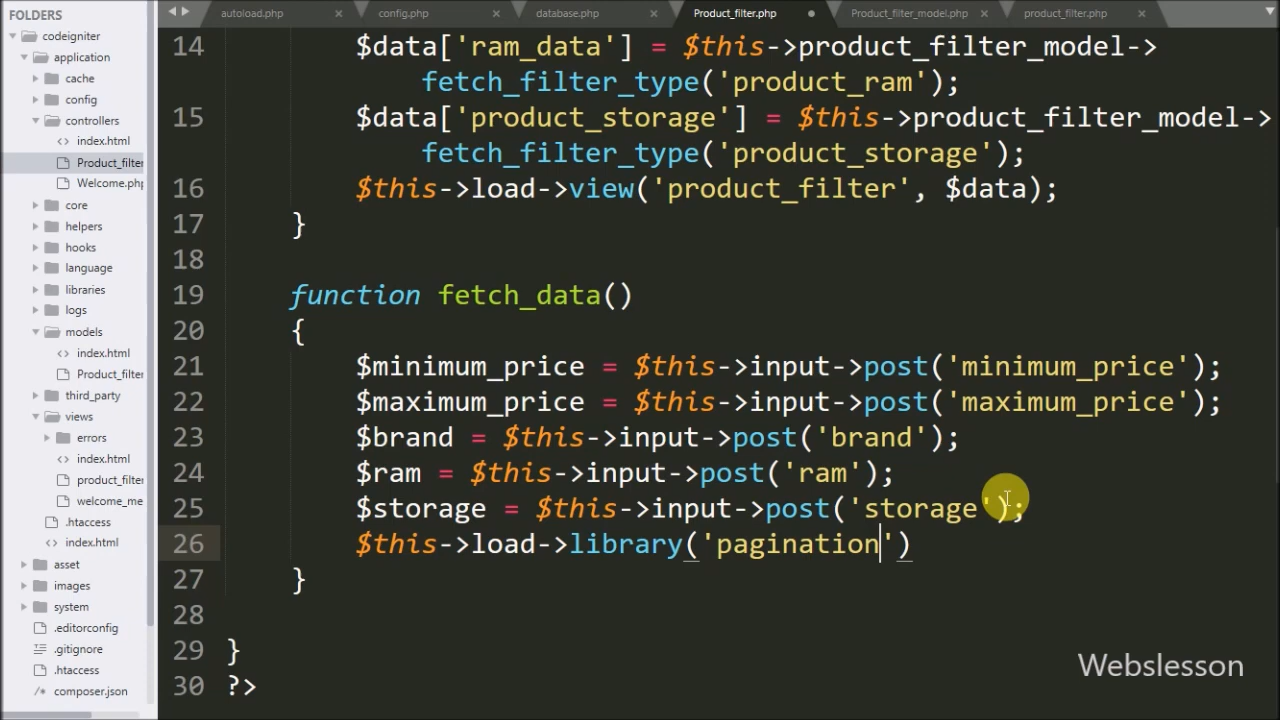 FOLDERS
codeigniter
application
cache
config
controllers
index.html
Product_filter
Welcome.php
core
helpers
hooks
language
libraries
logs
models
index.html
Product_filter
third_party
views
errors
index.html
product_filter
welcome_me
.htaccess
index.html
asset
images
system
.editorconfig
.gitignore
.htaccess
composer.json
autoload.php × config.php × database.php × Product_filter.php Product_filter_model.php × product_filter.php ×
14 $data['ram_data'] = $this->product_filter_model->
fetch_filter_type('product_ram');
15 $data['product_storage'] = $this->product_filter_model->
fetch_filter_type('product_storage');
16 $this->load->view('product_filter', $data);
17 }
18
19 function fetch_data()
20 {
21 $minimum_price = $this->input->post('minimum_price');
22 $maximum_price = $this->input->post('maximum_price');
23 $brand = $this->input->post('brand');
24 $ram = $this->input->post('ram');
25 $storage = $this->input->post('storage');
26 $this->load->library('pagination')
27 }
28
29 }
30 ?>
Webslesson